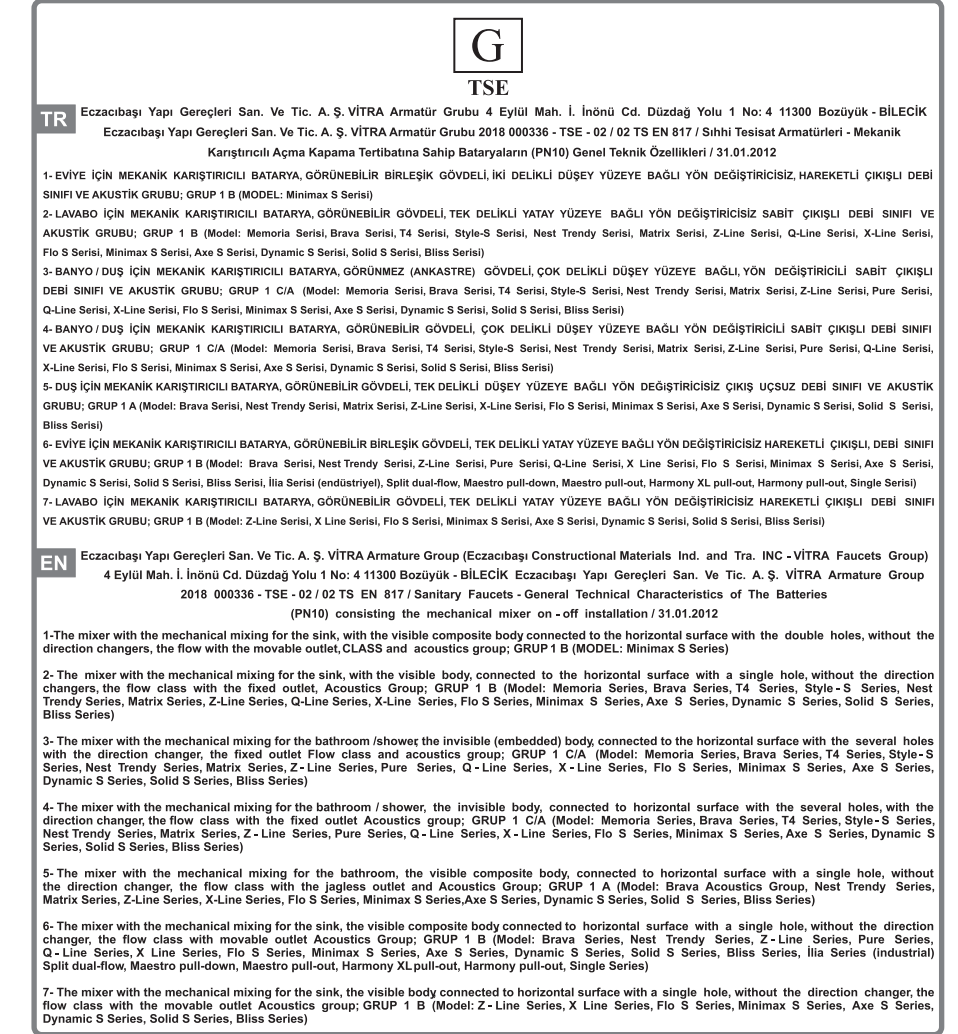 G
TSE
TR
Eczacıbaşı Yapı Gereçleri San. Ve Tic. A. Ş. VİTRA Armatür Grubu 4 Eylül Mah. İ. İnönü Cd. Düzdağ Yolu 1 No: 4 11300 Bozüyük - BİLECİK
Eczacıbaşı Yapı Gereçleri San. Ve Tic. A. Ş. VİTRA Armatür Grubu 2018 000336 - TSE - 02 / 02 TS EN 817 / Sıhhi Tesisat Armatürleri - Mekanik
Karıştırıcılı Açma Kapama Tertibatına Sahip Bataryaların (PN10) Genel Teknik Özellikleri / 31.01.2012
1- EVİYE İÇİN MEKANİK KARIŞTIRICILI BATARYA, GÖRÜNEBİLİR BİRLEŞİK GÖVDELİ, İKİ DELİKLİ DÜŞEY YÜZEYE BAĞLI YÖN DEĞİŞTİRİCİSİZ, HAREKETLİ ÇIKIŞLI DEBİ
SINIFI VE AKUSTİK GRUBU; GRUP 1 B (MODEL: Minimax S Serisi)
2- LAVABO İÇİN MEKANİK KARIŞTIRICILI BATARYA, GÖRÜNEBİLİR GÖVDELİ, TEK DELİKLİ YATAY YÜZEYE BAĞLI YÖN DEĞİŞTİRİCİSİZ SABİT ÇIKIŞLI DEBİ SINIFI VE
AKUSTİK GRUBU; GRUP 1 B (Model: Memoria Serisi, Brava Serisi, T4 Serisi, Style-S Serisi, Nest Trendy Serisi, Matrix Serisi, Z-Line Serisi, Q-Line Serisi, X-Line Serisi,
Flo S Serisi, Minimax S Serisi, Axe S Serisi, Dynamic S Serisi, Solid S Serisi, Bliss Serisi)
3- BANYO / DUŞ İÇİN MEKANİK KARIŞTIRICILI BATARYA, GÖRÜNMEZ (ANKASTRE) GÖVDELİ, ÇOK DELİKLİ DÜŞEY YÜZEYE BAĞLI, YÖN DEĞİŞTİRİCİLİ SABİT ÇIKIŞLI
DEBİ SINIFI VE AKUSTİK GRUBU; GRUP 1 C/A (Model: Memoria Serisi, Brava Serisi, T4 Serisi, Style-S Serisi, Nest Trendy Serisi, Matrix Serisi, Z-Line Serisi, Pure Serisi,
Q-Line Serisi, X-Line Serisi, Flo S Serisi, Minimax S Serisi, Axe S Serisi, Dynamic S Serisi, Solid S Serisi, Bliss Serisi)
4- BANYO / DUŞ İÇİN MEKANİK KARIŞTIRICILI BATARYA, GÖRÜNEBİLİR GÖVDELİ, ÇOK DELİKLİ DÜŞEY YÜZEYE BAĞLI YÖN DEĞİŞTİRİCİLİ SABİT ÇIKIŞLI DEBİ SINIFI
VE AKUSTİK GRUBU; GRUP 1 C/A (Model: Memoria Serisi, Brava Serisi, T4 Serisi, Style-S Serisi, Nest Trendy Serisi, Matrix Serisi, Z-Line Serisi, Pure Serisi, Q-Line Serisi,
X-Line Serisi, Flo S Serisi, Minimax S Serisi, Axe S Serisi, Dynamic S Serisi, Solid S Serisi, Bliss Serisi)
5- DUŞ İÇİN MEKANİK KARIŞTIRICILI BATARYA, GÖRÜNEBİLİR GÖVDELİ, TEK DELİKLİ DÜŞEY YÜZEYE BAĞLI YÖN DEĞİŞTİRİCİSİZ ÇIKIŞ UÇSUZ DEBİ SINIFI VE AKUSTİK
GRUBU; GRUP 1 A (Model: Brava Serisi, Nest Trendy Serisi, Matrix Serisi, Z-Line Serisi, X-Line Serisi, Flo S Serisi, Minimax S Serisi, Axe S Serisi, Dynamic S Serisi, Solid S Serisi,
Bliss Serisi)
6- EVİYE İÇİN MEKANİK KARIŞTIRICILI BATARYA, GÖRÜNEBİLİR BİRLEŞİK GÖVDELİ, TEK DELİKLİ YATAY YÜZEYE BAĞLI YÖN DEĞİŞTİRİCİSİZ HAREKETLİ ÇIKIŞLI, DEBİ SINIFI
VE AKUSTİK GRUBU; GRUP 1 B (Model: Brava Serisi, Nest Trendy Serisi, Z-Line Serisi, Pure Serisi, Q-Line Serisi, X Line Serisi, Flo S Serisi, Minimax S Serisi, Axe S Serisi,
Dynamic S Serisi, Solid S Serisi, Bliss Serisi, İlia Serisi (endüstriyel), Split dual-flow, Maestro pull-down, Maestro pull-out, Harmony XL pull-out, Harmony pull-out, Single Serisi)
7- LAVABO İÇİN MEKANİK KARIŞTIRICILI BATARYA, GÖRÜNEBİLİR GÖVDELİ, TEK DELİKLİ YATAY YÜZEYE BAĞLI YÖN DEĞİŞTİRİCİSİZ HAREKETLİ ÇIKIŞLI DEBİ SINIFI
VE AKUSTİK GRUBU; GRUP 1 B (Model: Z-Line Serisi, X Line Serisi, Flo S Serisi, Minimax S Serisi, Axe S Serisi, Dynamic S Serisi, Solid S Serisi, Bliss Serisi)
EN
Eczacıbaşı Yapı Gereçleri San. Ve Tic. A. Ş. VİTRA Armature Group (Eczacıbaşı Constructional Materials Ind. and Tra. INC - VİTRA Faucets Group)
4 Eylül Mah. İ. İnönü Cd. Düzdağ Yolu 1 No: 4 11300 Bozüyük - BİLECİK Eczacıbaşı Yapı Gereçleri San. Ve Tic. A. Ş. VİTRA Armature Group
2018 000336 - TSE - 02 / 02 TS EN 817 / Sanitary Faucets - General Technical Characteristics of The Batteries
(PN10) consisting the mechanical mixer on - off installation / 31.01.2012
1-The mixer with the mechanical mixing for the sink, with the visible composite body connected to the horizontal surface with the double holes, without the
direction changers, the flow with the movable outlet, CLASS and acoustics group; GRUP 1 B (MODEL: Minimax S Series)
2- The mixer with the mechanical mixing for the sink, with the visible body, connected to the horizontal surface with a single hole, without the direction
changers, the flow class with the fixed outlet, Acoustics Group; GRUP 1 B (Model: Memoria Series, Brava Series, T4 Series, Style - S Series, Nest
Trendy Series, Matrix Series, Z-Line Series, Q-Line Series, X-Line Series, Flo S Series, Minimax S Series, Axe S Series, Dynamic S Series, Solid S Series,
Bliss Series)
3- The mixer with the mechanical mixing for the bathroom /shower, the invisible (embedded) body, connected to the horizontal surface with the several holes
with the direction changer, the fixed outlet Flow class and acoustics group; GRUP 1 C/A (Model: Memoria Series, Brava Series, T4 Series, Style - S
Series, Nest Trendy Series, Matrix Series, Z - Line Series, Pure Series, Q - Line Series, X - Line Series, Flo S Series, Minimax S Series, Axe S Series,
Dynamic S Series, Solid S Series, Bliss Series)
4- The mixer with the mechanical mixing for the bathroom / shower, the invisible body, connected to horizontal surface with the several holes, with the
direction changer, the flow class with the fixed outlet Acoustics group; GRUP 1 C/A (Model: Memoria Series, Brava Series, T4 Series, Style - S Series,
Nest Trendy Series, Matrix Series, Z - Line Series, Pure Series, Q - Line Series, X - Line Series, Flo S Series, Minimax S Series, Axe S Series, Dynamic S
Series, Solid S Series, Bliss Series)
5- The mixer with the mechanical mixing for the bathroom, the visible composite body, connected to horizontal surface with a single hole, without
the direction changer, the flow class with the jagless outlet and Acoustics Group; GRUP 1 A (Model: Brava Acoustics Group, Nest Trendy Series,
Matrix Series, Z-Line Series, X-Line Series, Flo S Series, Minimax S Series,Axe S Series, Dynamic S Series, Solid S Series, Bliss Series)
6- The mixer with the mechanical mixing for the sink, the visible composite body connected to horizontal surface with a single hole, without the direction
changer, the flow class with movable outlet Acoustics Group; GRUP 1 B (Model: Brava Series, Nest Trendy Series, Z - Line Series, Pure Series,
Q - Line Series, X Line Series, Flo S Series, Minimax S Series, Axe S Series, Dynamic S Series, Solid S Series, Bliss Series, İlia Series (industrial)
Split dual-flow, Maestro pull-down, Maestro pull-out, Harmony XL pull-out, Harmony pull-out, Single Series)
7- The mixer with the mechanical mixing for the sink, the visible body connected to horizontal surface with a single hole, without the direction changer, the
flow class with the movable outlet Acoustics group; GRUP 1 B (Model: Z - Line Series, X Line Series, Flo S Series, Minimax S Series, Axe S Series,
Dynamic S Series, Solid S Series, Bliss Series)